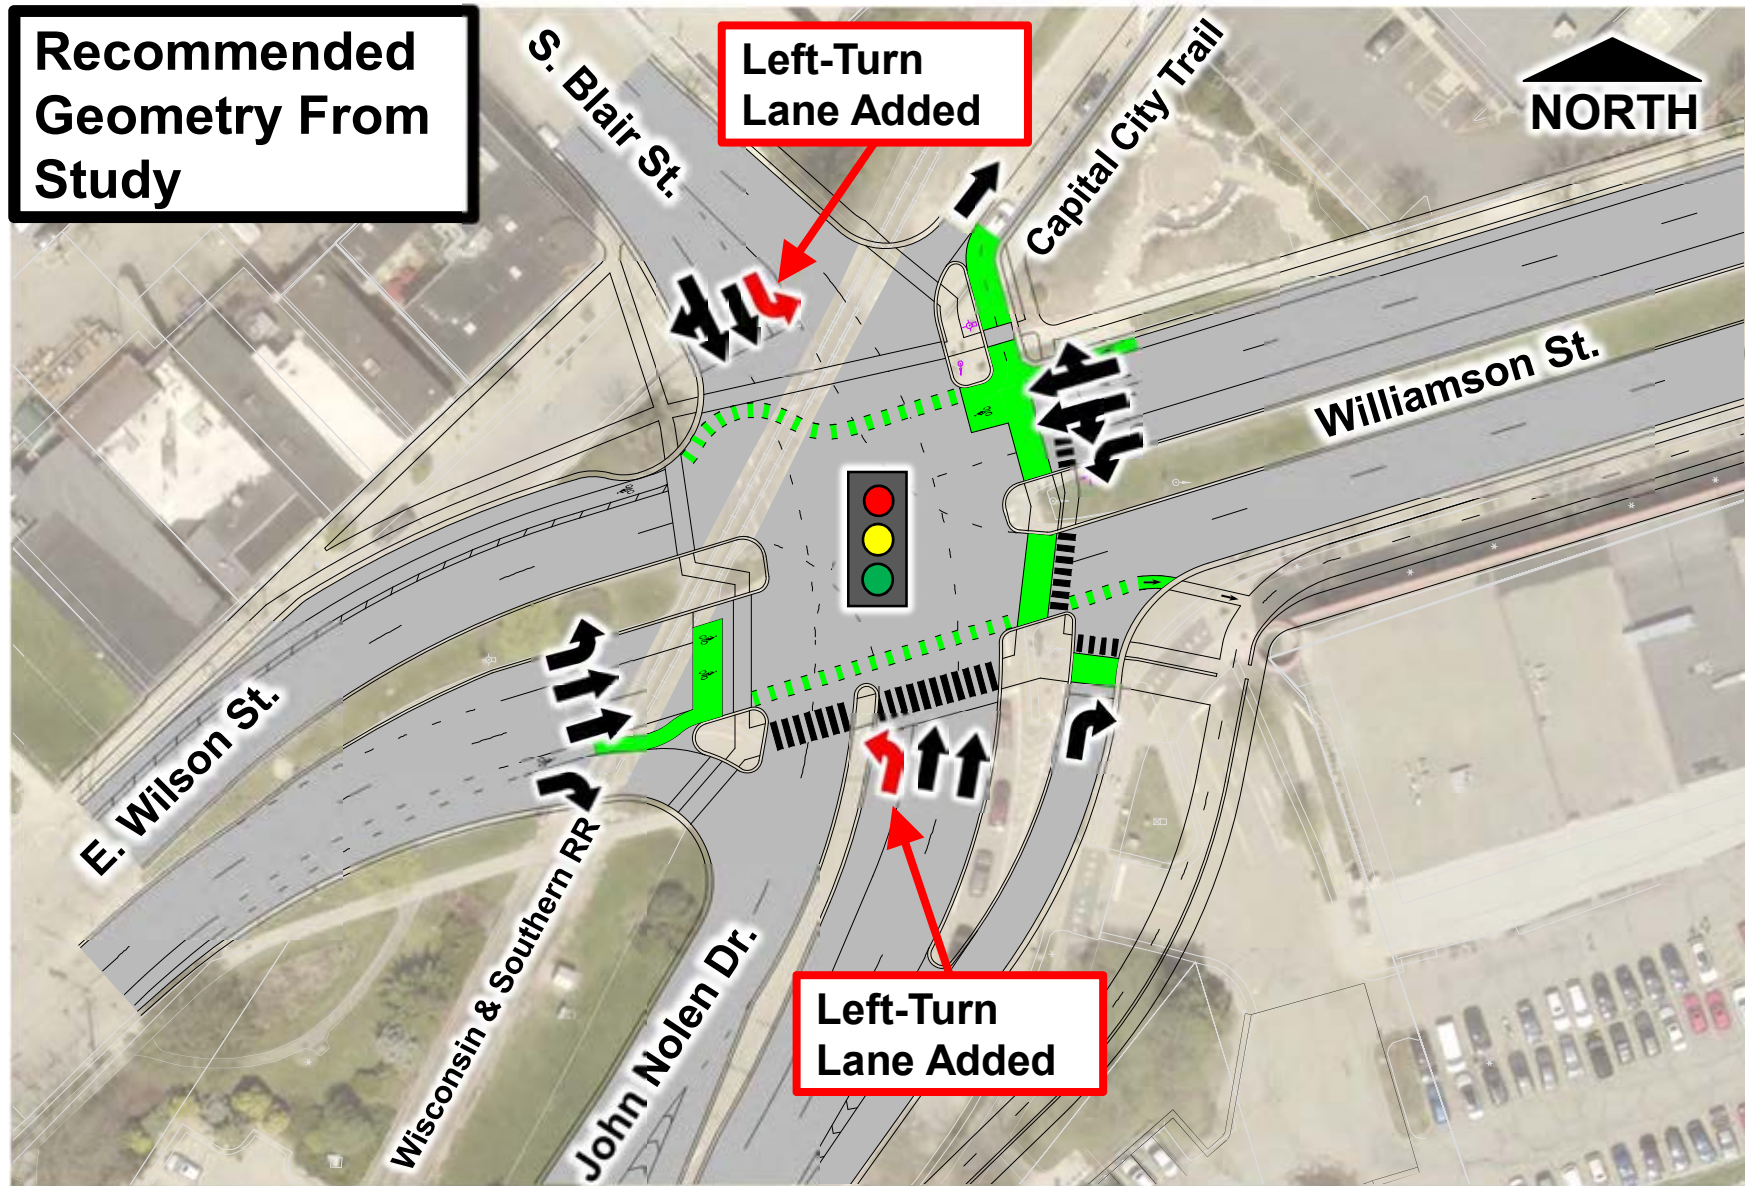 Recommended
Geometry From
Study
S. Blair St.
Left-Turn
Lane Added
Capital City Trail
NORTH
Williamson St.
E. Wilson St.
Wisconsin & Southern RR
John Nolen Dr.
Left-Turn
Lane Added